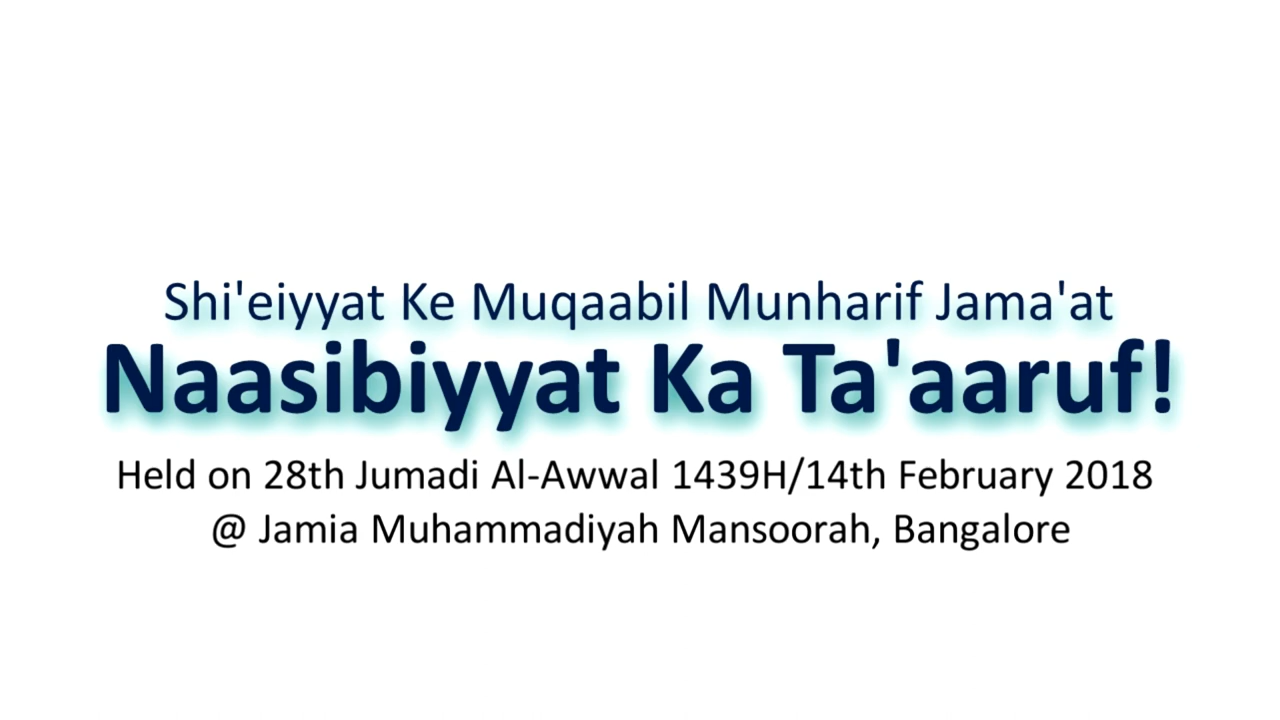 Shi'eiyyat Ke Muqaabil Munharif Jama'at
Naasibiyyat Ka Ta'aaruf!
Held on 28th Jumadi Al-Awwal 1439H/14th February 2018
@ Jamia Muhammadiyah Mansoorah, Bangalore